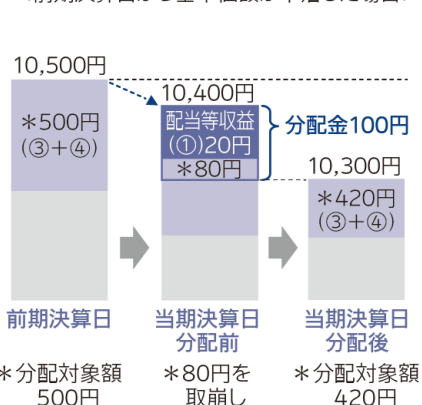 10,500円
10,400円
*500円
(③+④)
配当等収益
(①)20円
*80円
分配金100円
10,300円
*420円
(③+④)
前期決算日
当期決算日
分配前
当期決算日
分配後
*分配対象額
500円
*80円を
取崩し
*分配対象額
420円